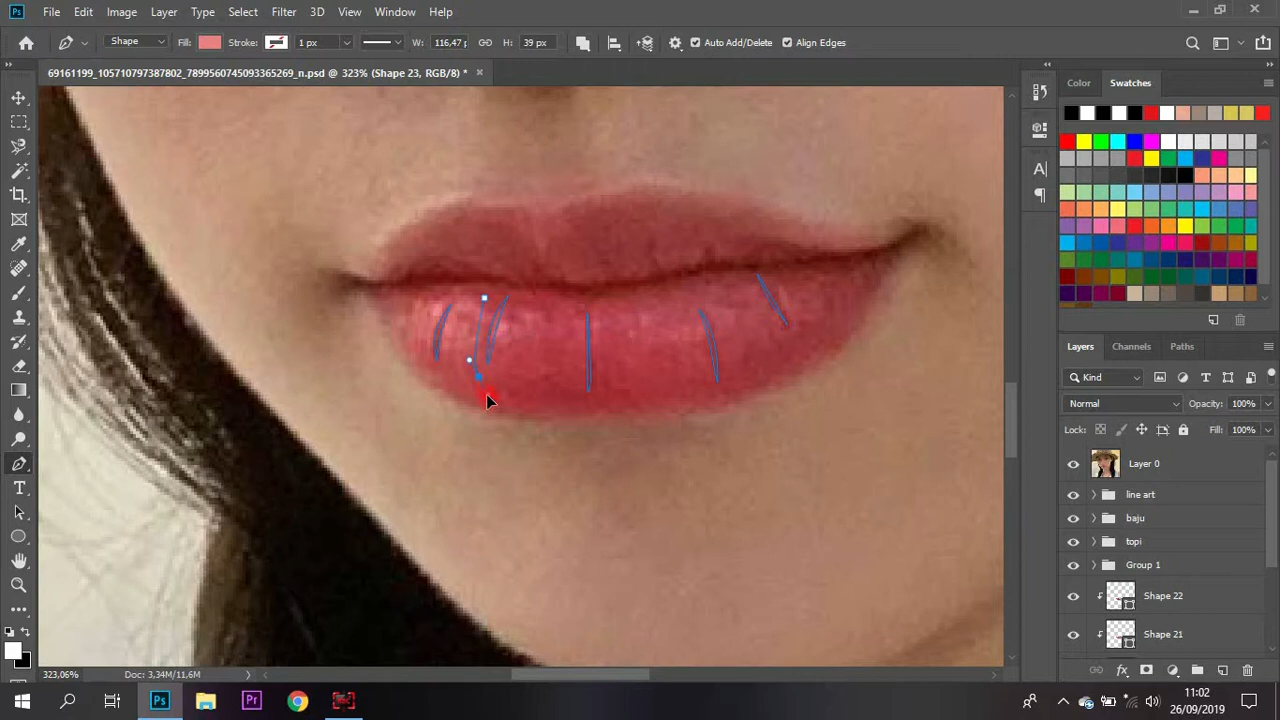 Ps File Edit Image Layer Type Select Filter 3D View Window Help
Shape Fill: Stroke: 1 px W: 116,47 p H: 39 px Auto Add/Delete Align Edges
69161199_105710797387802_7899560745093365269_n.psd @ 323% (Shape 23, RGB/8) *
Color Swatches
Layers Channels Paths
Kind
Normal Opacity: 100%
Lock: Fill: 100%
Layer 0
line art
baju
topi
Group 1
Shape 22
Shape 21
323,06% Doc: 3,34M/11,6M
Ps Pr
11:02
26/09/2019